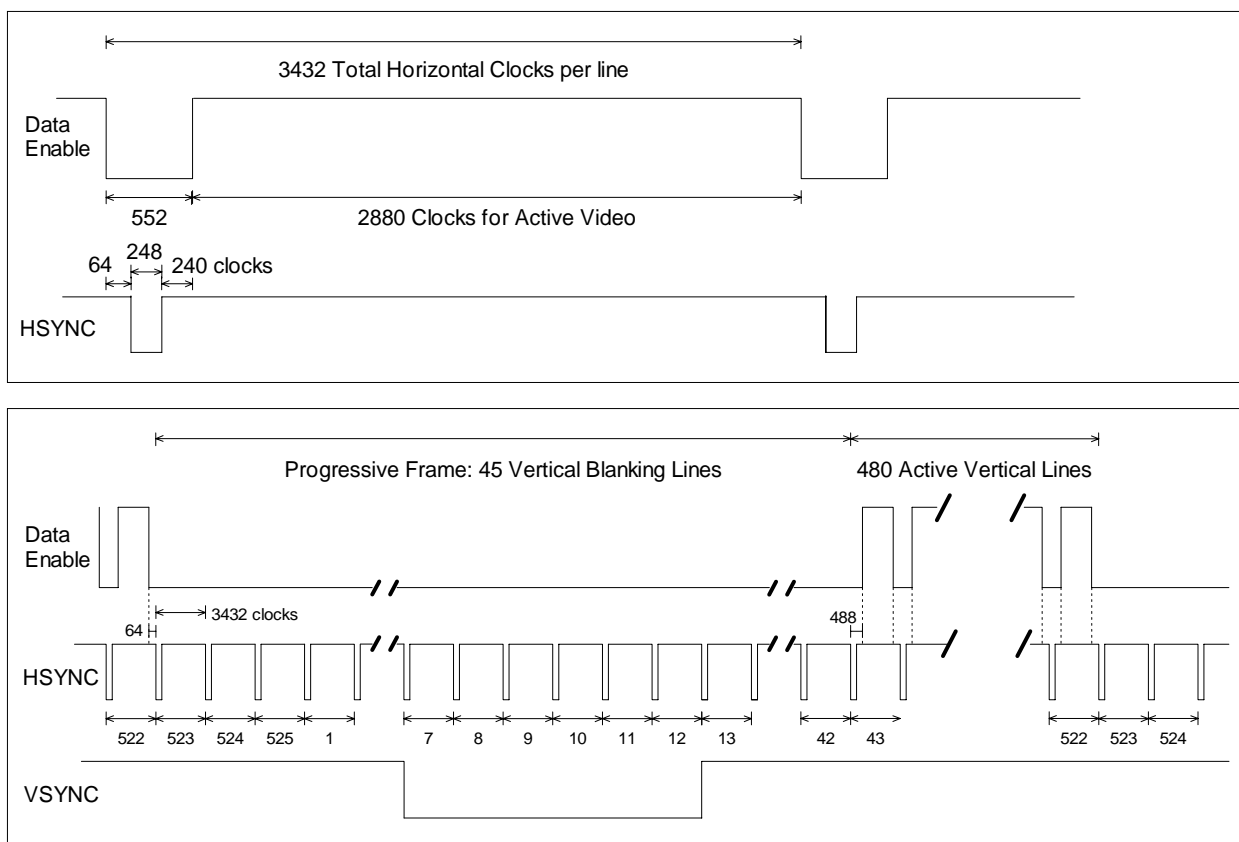 3432 Total Horizontal Clocks per line
Data
Enable
552
2880 Clocks for Active Video
248
64
240 clocks
HSYNC
Progressive Frame: 45 Vertical Blanking Lines
480 Active Vertical Lines
Data
Enable
3432 clocks
64
488
HSYNC
522 523 524 525 1 7 8 9 10 11 12 13 42 43 522 523 524
VSYNC